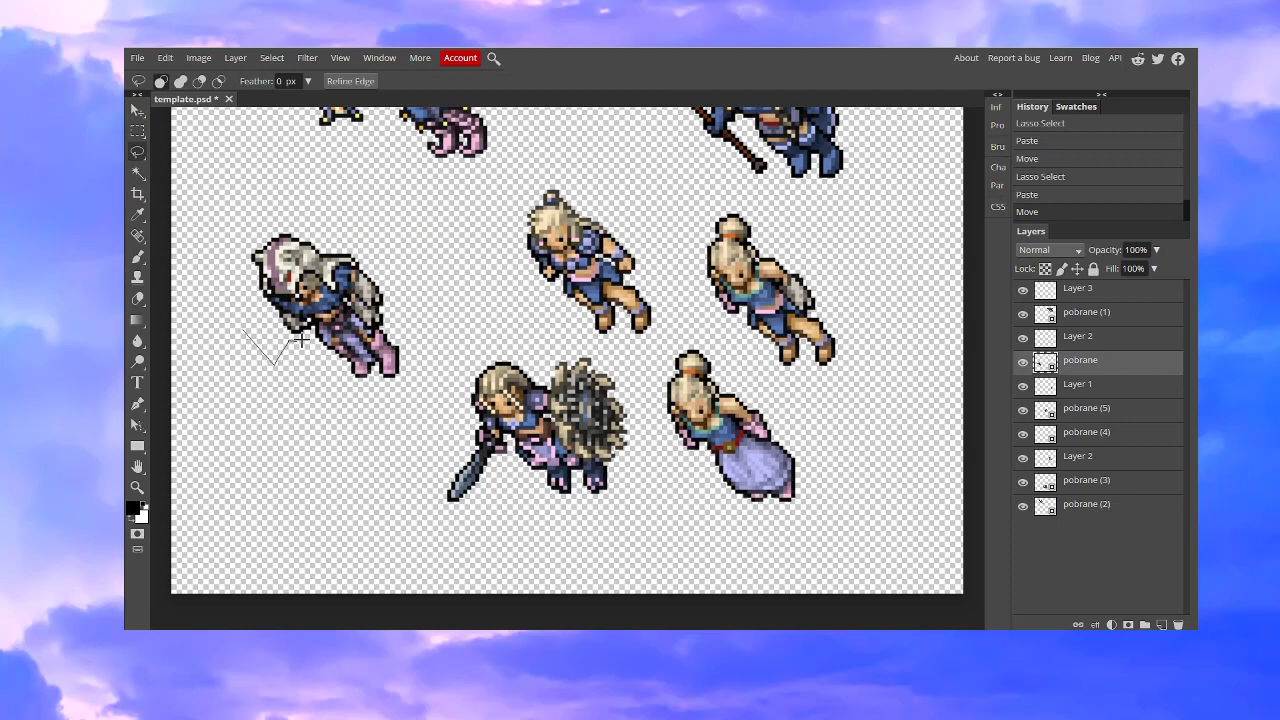 File Edit Image Layer Select Filter View Window More Account
About Report a bug Learn Blog API
Feather: 0 px Refine Edge
template.psd *
Inf
Pro
Bru
Cha
Par
CSS
History Swatches
Lasso Select
Paste
Move
Lasso Select
Paste
Move
Layers
Normal Opacity: 100%
Lock: Fill: 100%
Layer 3
pobrane (1)
Layer 2
pobrane
Layer 1
pobrane (5)
pobrane (4)
Layer 2
pobrane (3)
pobrane (2)
eff